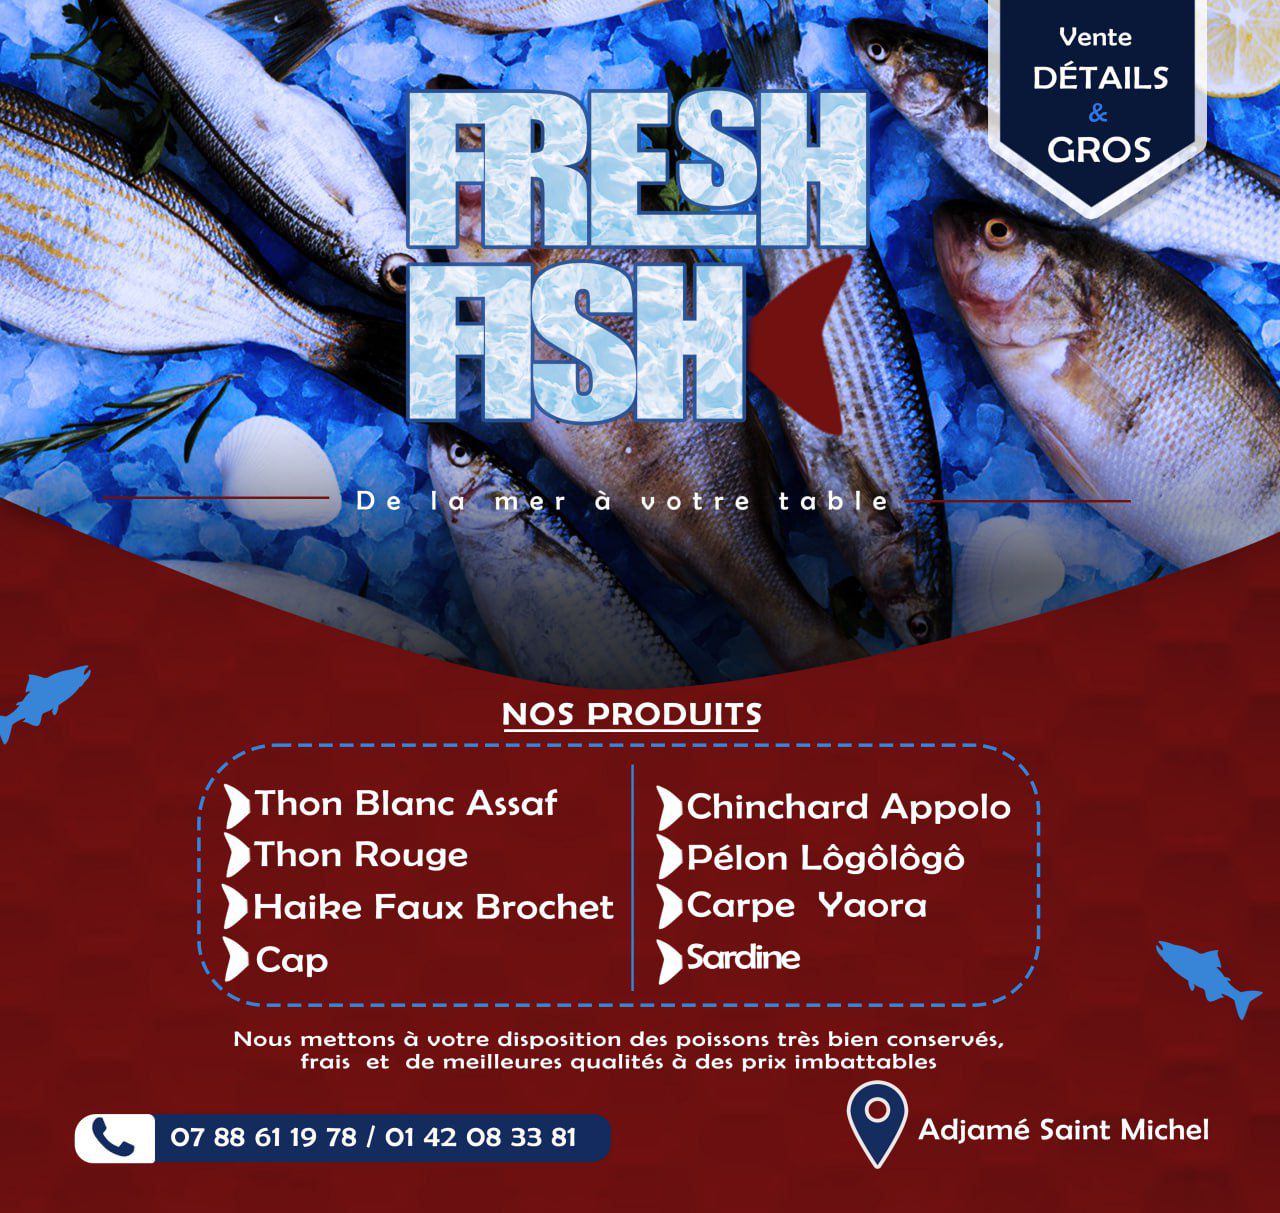 Vente
DÉTAILS
&
GROS
FRESH
FISH
De la mer à votre table
NOS PRODUITS
Thon Blanc Assaf
Thon Rouge
Haike Faux Brochet
Cap
Chinchard Appolo
Pélon Lôgôlôgô
Carpe Yaora
Sardine
Nous mettons à votre disposition des poissons très bien conservés,
frais et de meilleures qualités à des prix imbattables
07 88 61 19 78 / 01 42 08 33 81
Adjamé Saint Michel